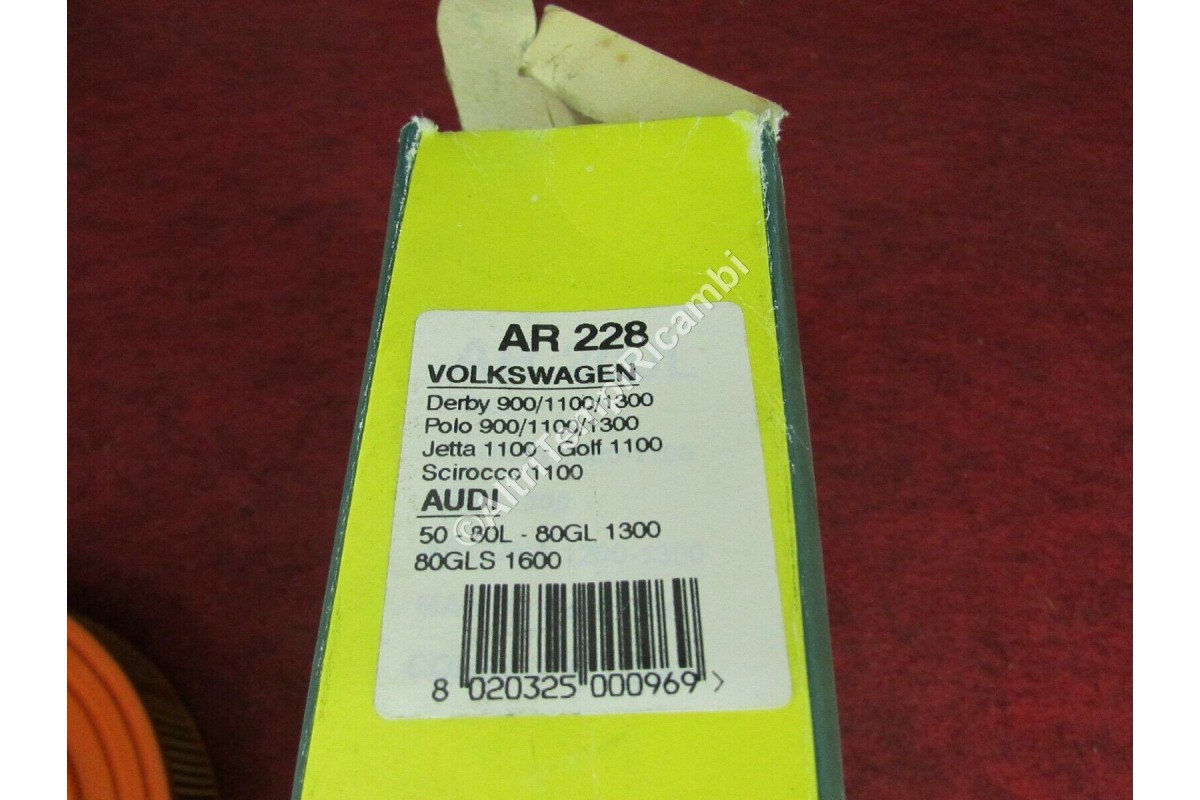 AR 228
VOLKSWAGEN
Derby 900/1100/1300
Polo 900/1100/1300
Jetta 1100 - Golf 1100
Scirocco 1100
AUDI
50 - 80L - 80GL 1300
80GLS 1600
8 020325 000969 >
©AltriTempiRicambi